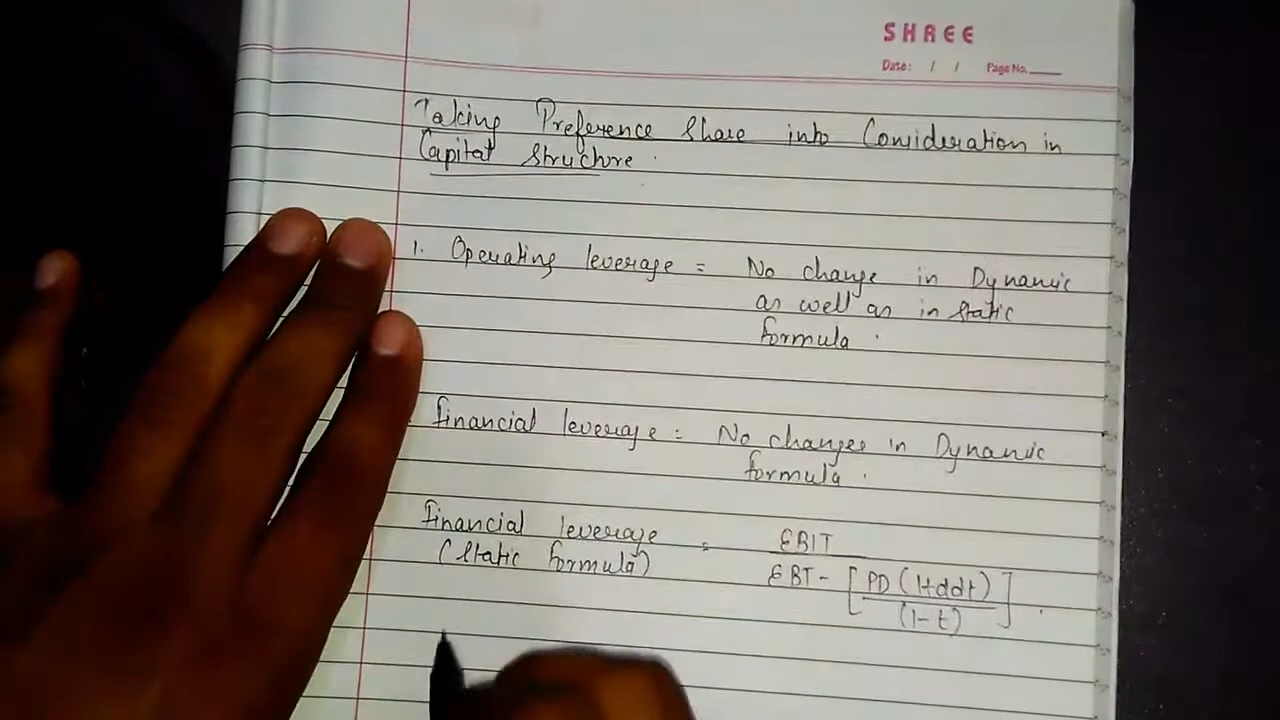 SHREE
Date: / / Page No.
Taking Preference Share into Consideration in
Capital Structure.
1. Operating leverage = No change in Dynamic
as well as in static
formula.
Financial leverage = No changes in Dynamic
formula.
Financial leverage = EBIT
(Static formula) EBT - [PD (1+ddt)]
(1-t)